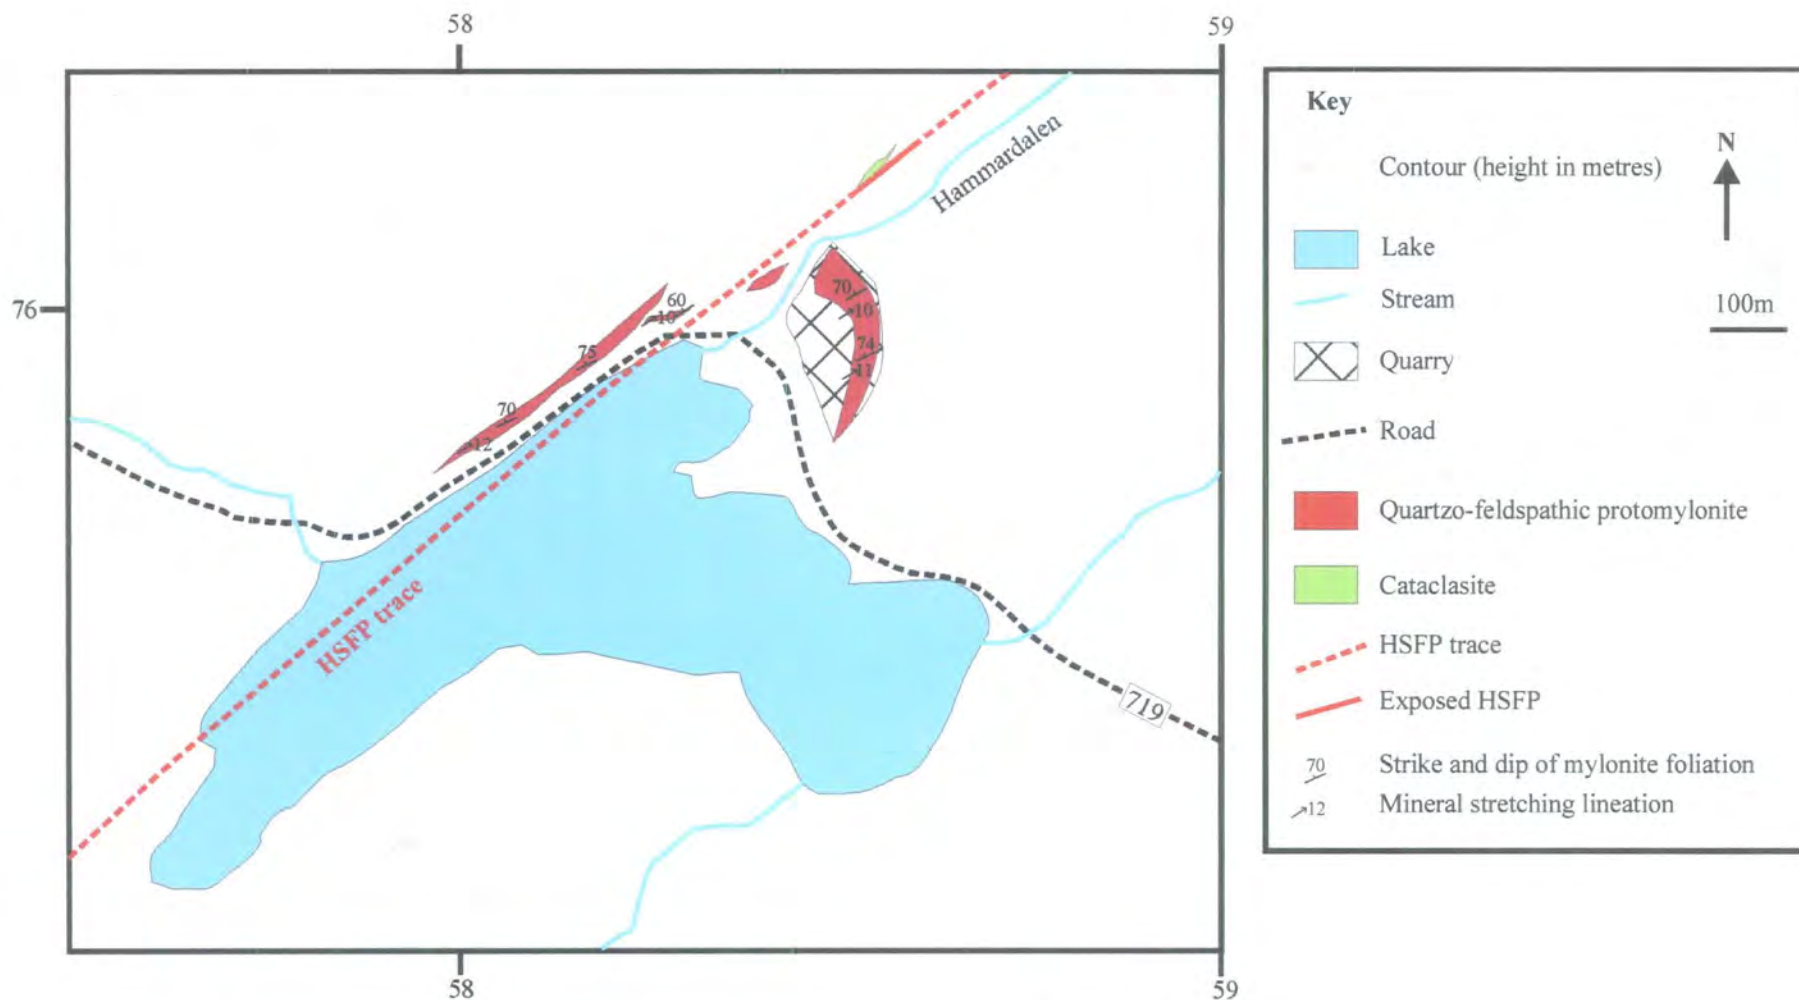 58
59
76
Hammardalen
60
10
75
70
12
70
10
74
11
HSFP trace
719
58
59
Key
N
Contour (height in metres)
Lake
Stream
100m
Quarry
Road
Quartzo-feldspathic protomylonite
Cataclasite
HSFP trace
Exposed HSFP
70 Strike and dip of mylonite foliation
12 Mineral stretching lineation